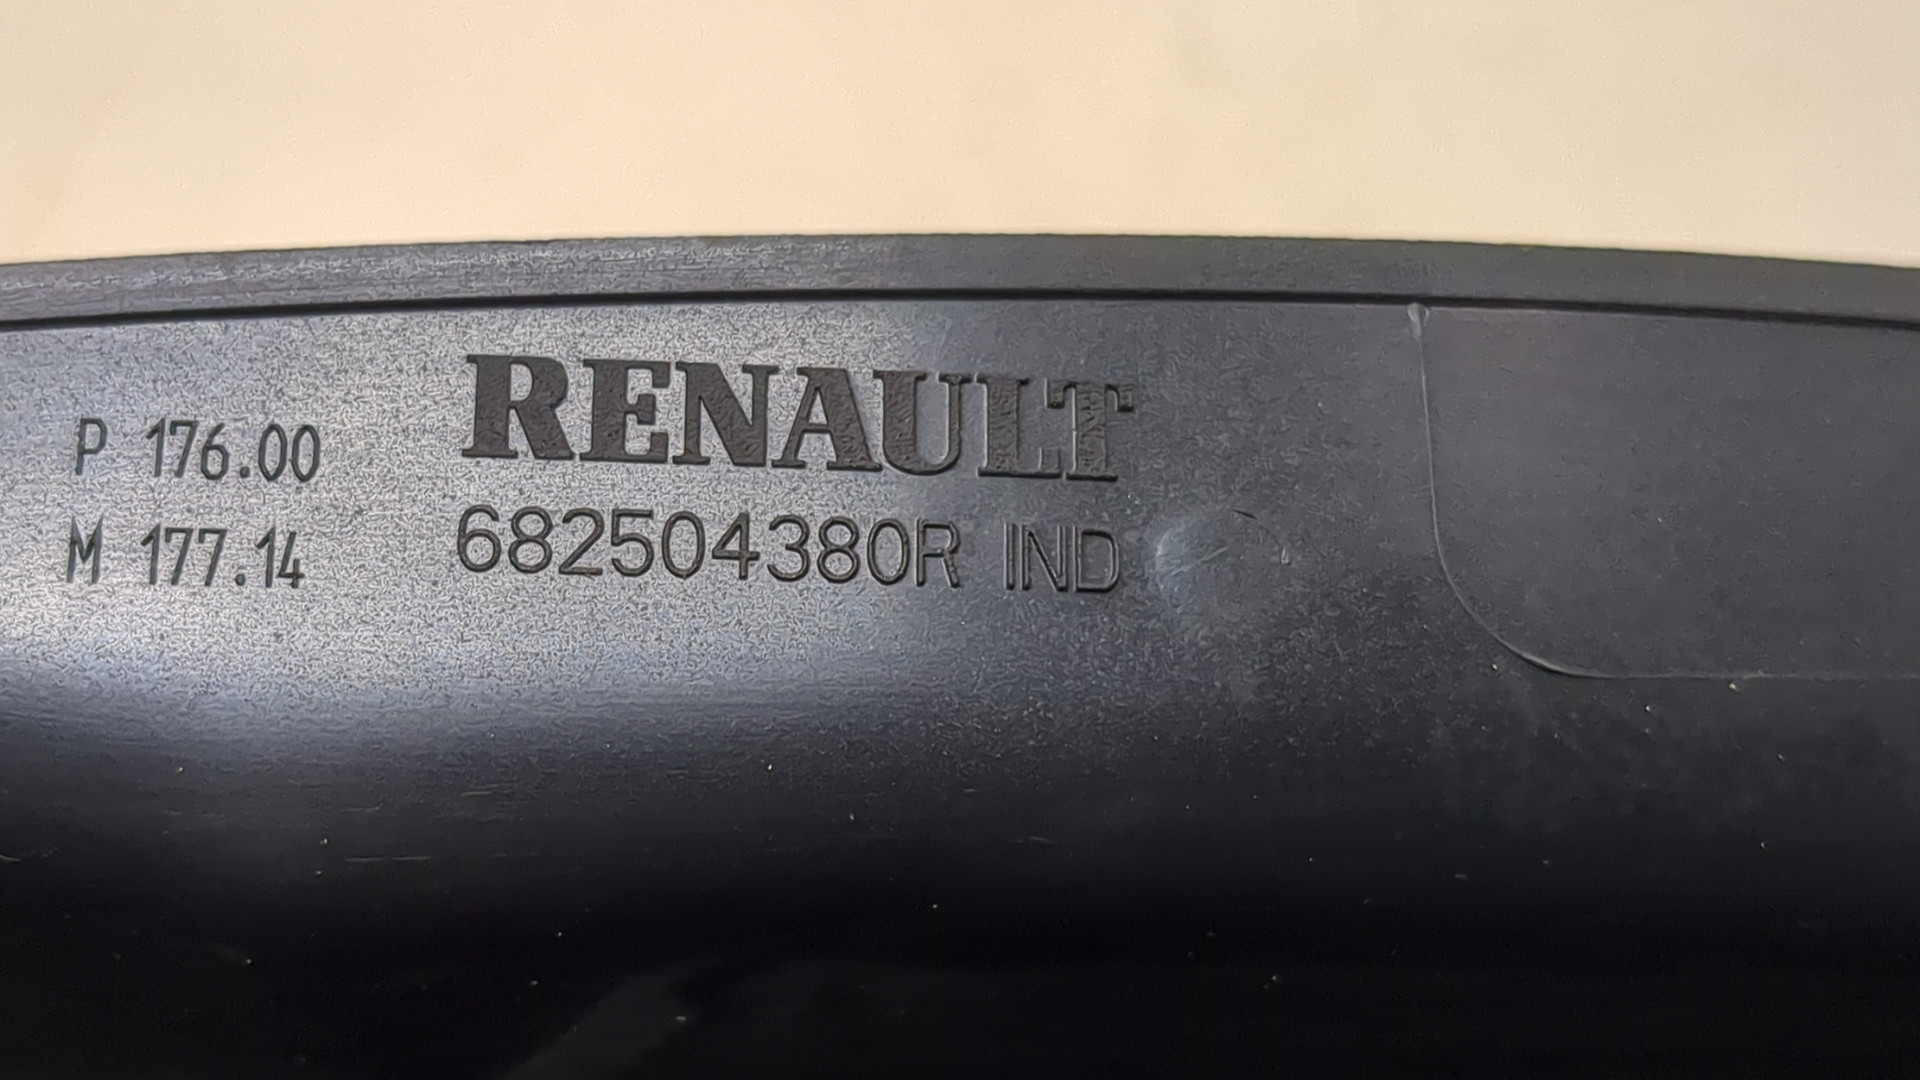 RENAULT
P 176.00
682504380R IND
M 177.14